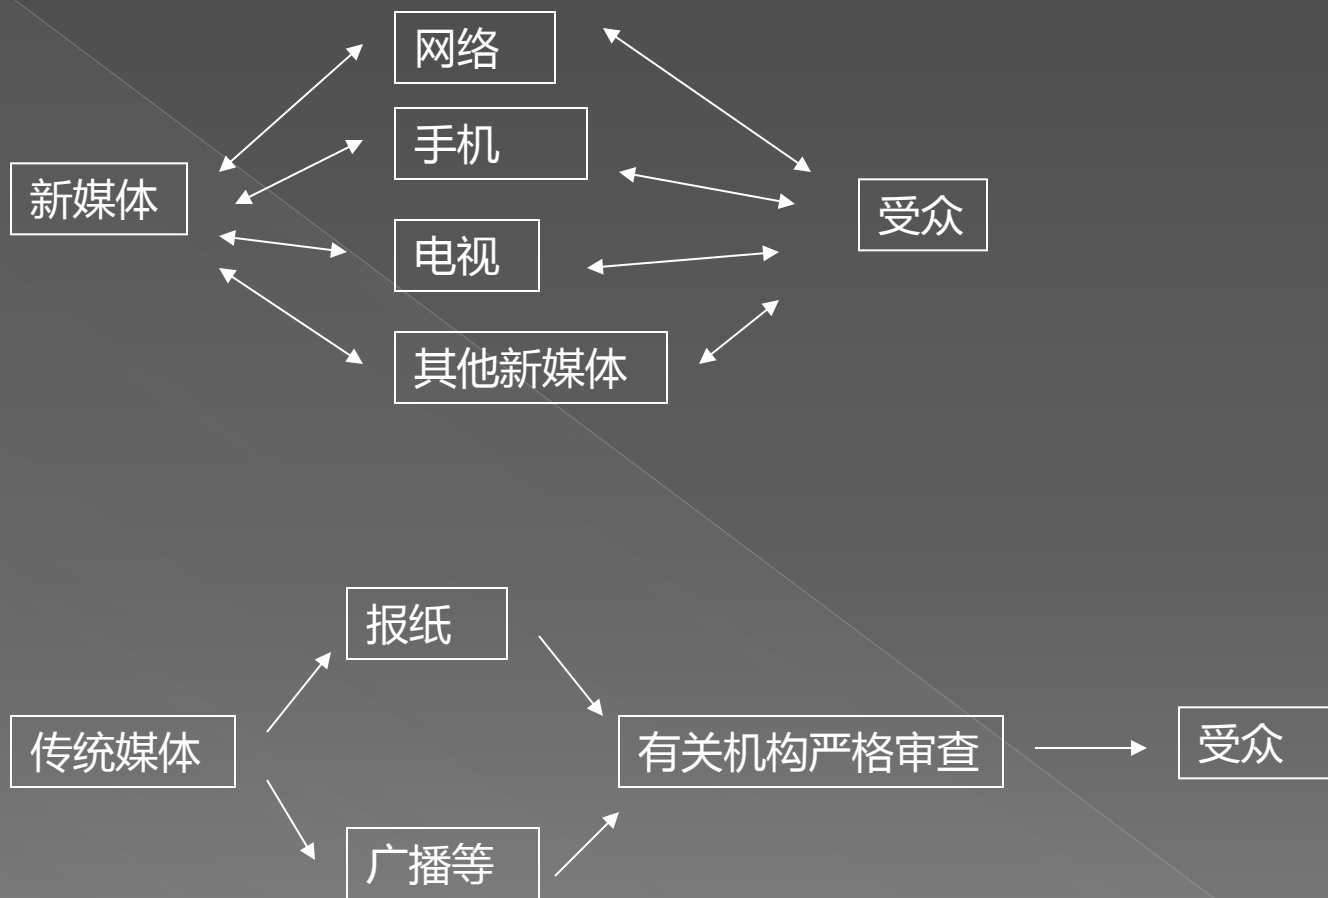 网络
手机
新媒体
受众
电视
其他新媒体
报纸
传统媒体
有关机构严格审查
受众
广播等